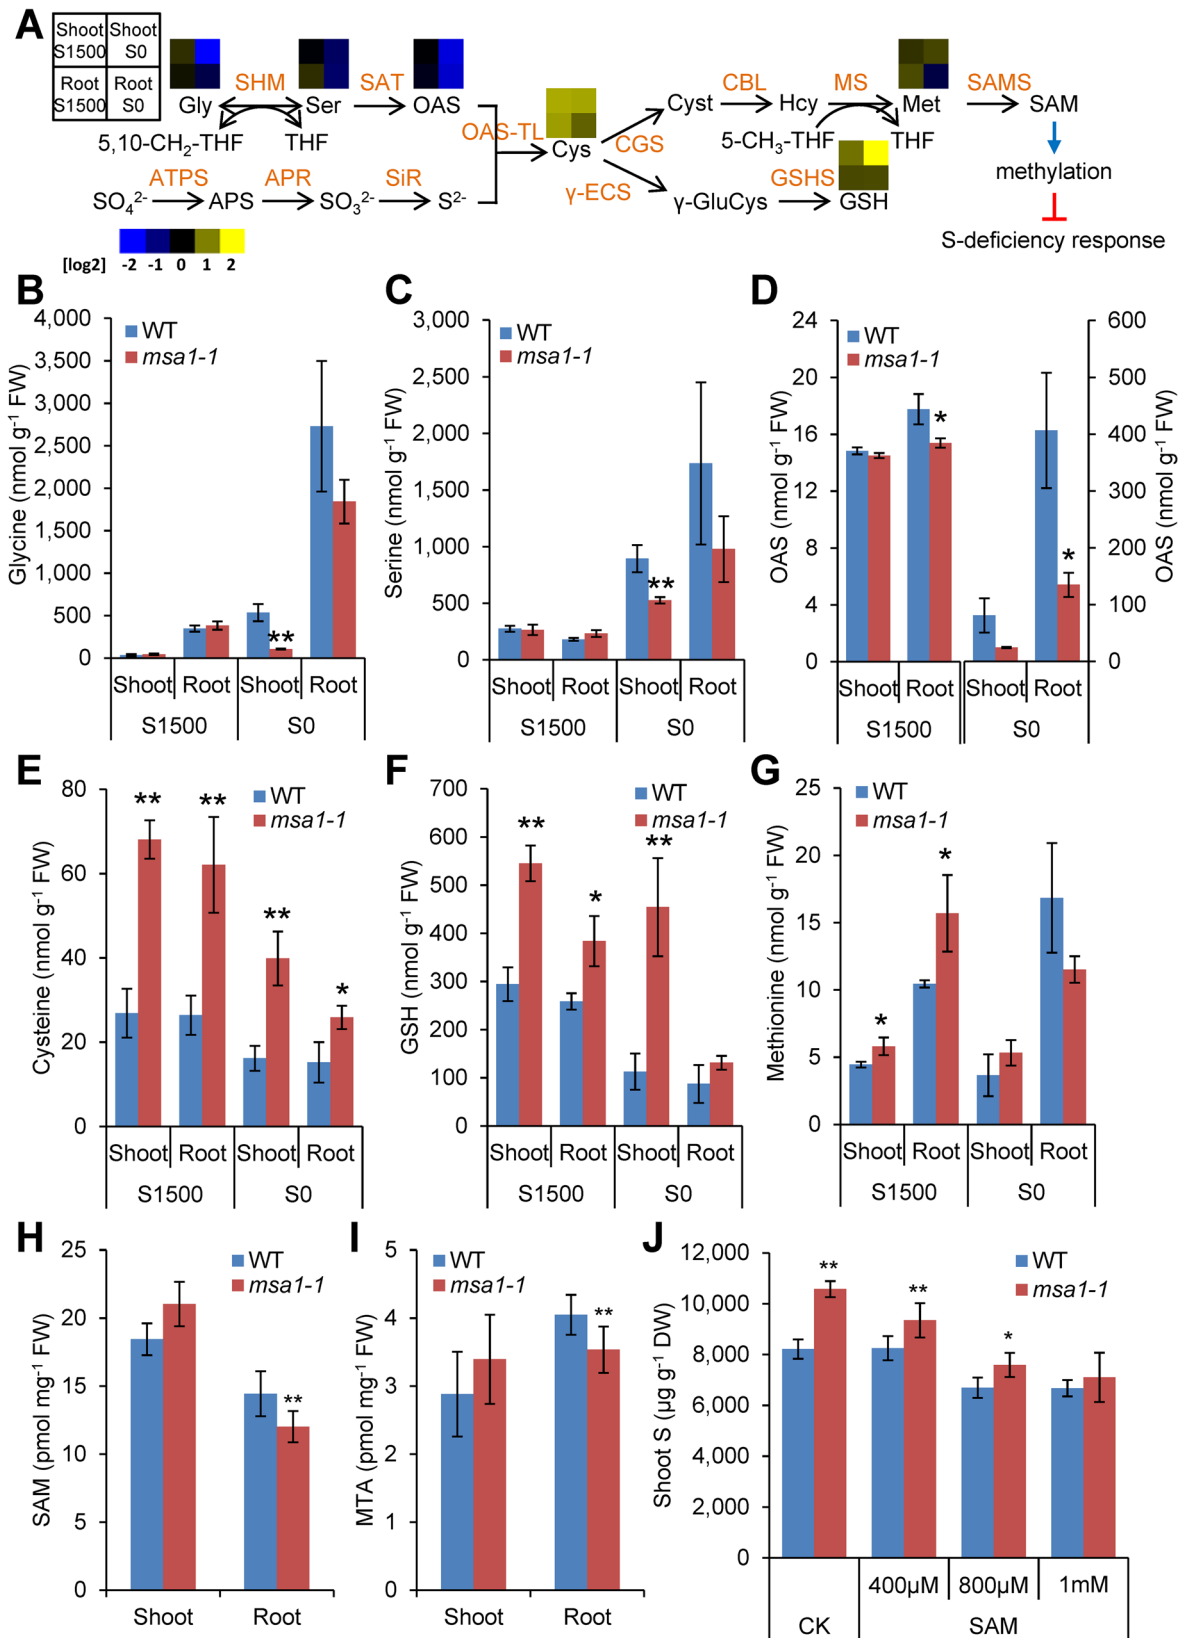 A
Shoot S1500
Shoot S0
Root S1500
Root S0
SHM
SAT
Gly
Ser
OAS
5,10-CH₂-THF
THF
OAS-TL
Cys
CBL
MS
SAMS
Cyst
Hcy
Met
SAM
CGS
5-CH₃-THF
THF
methylation
ATPS
APR
SiR
γ-ECS
GSHS
SO₄²⁻
APS
SO₃²⁻
S²⁻
γ-GluCys
GSH
S-deficiency response
[log2] -2 -1 0 1 2
B
Glycine (nmol g⁻¹ FW)
4,000
3,500
3,000
2,500
2,000
1,500
1,000
500
0
WT
msa1-1
**
Shoot Root Shoot Root
S1500 S0
C
Serine (nmol g⁻¹ FW)
3,000
2,500
2,000
1,500
1,000
500
0
WT
msa1-1
**
Shoot Root Shoot Root
S1500 S0
D
OAS (nmol g⁻¹ FW)
24
20
16
12
8
4
0
WT
msa1-1
*
*
600
500
400
300
200
100
0
OAS (nmol g⁻¹ FW)
Shoot Root Shoot Root
S1500 S0
E
Cysteine (nmol g⁻¹ FW)
80
60
40
20
0
WT
msa1-1
** ** ** *
Shoot Root Shoot Root
S1500 S0
F
GSH (nmol g⁻¹ FW)
700
600
500
400
300
200
100
0
WT
msa1-1
** * **
Shoot Root Shoot Root
S1500 S0
G
Methionine (nmol g⁻¹ FW)
25
20
15
10
5
0
WT
msa1-1
* *
Shoot Root Shoot Root
S1500 S0
H
SAM (pmol mg⁻¹ FW)
25
20
15
10
5
0
WT
msa1-1
**
Shoot Root
I
MTA (pmol mg⁻¹ FW)
5
4
3
2
1
0
WT
msa1-1
**
Shoot Root
J
Shoot S (µg g⁻¹ DW)
12,000
10,000
8,000
6,000
4,000
2,000
0
WT
msa1-1
** ** *
400µM 800µM 1mM
CK SAM